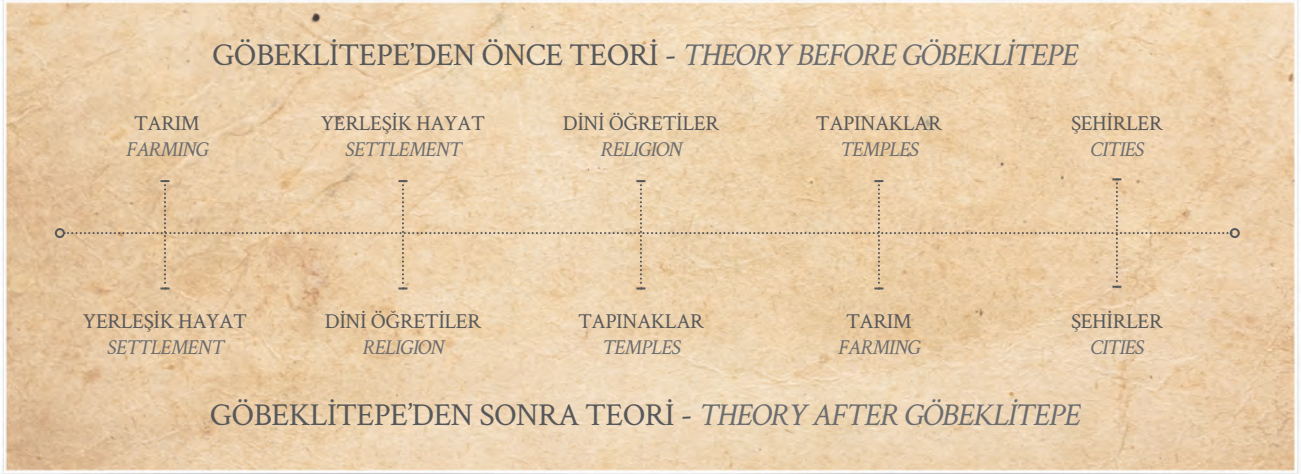 GÖBEKLİTEPE'DEN ÖNCE TEORİ - THEORY BEFORE GÖBEKLİTEPE
TARIM
FARMING
YERLEŞİK HAYAT
SETTLEMENT
DİNİ ÖĞRETİLER
RELIGION
TAPINAKLAR
TEMPLES
ŞEHİRLER
CITIES
YERLEŞİK HAYAT
SETTLEMENT
DİNİ ÖĞRETİLER
RELIGION
TAPINAKLAR
TEMPLES
TARIM
FARMING
ŞEHİRLER
CITIES
GÖBEKLİTEPE'DEN SONRA TEORİ - THEORY AFTER GÖBEKLİTEPE